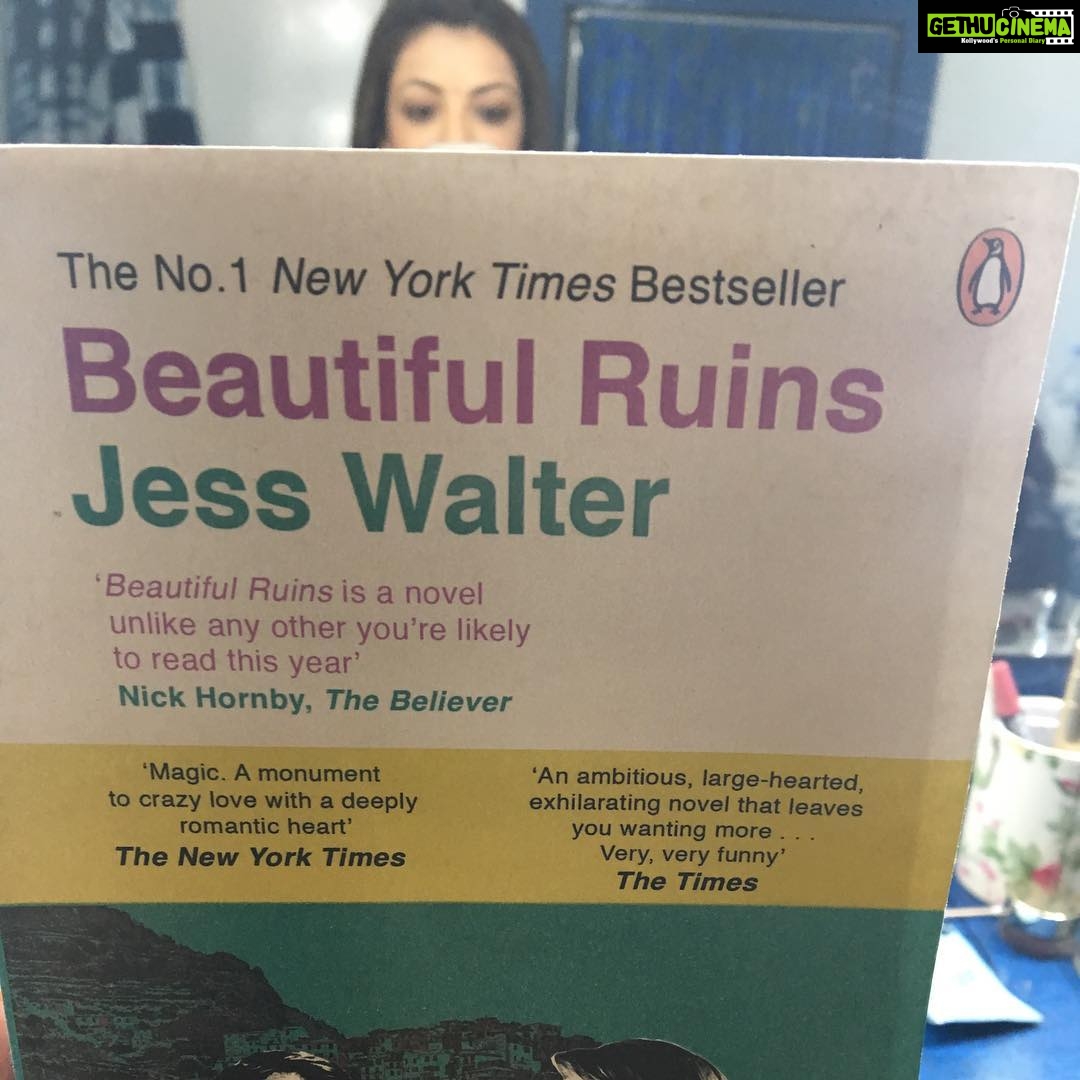 GETHUCINEMA
Kollywood's Personal Diary
The No.1 New York Times Bestseller
Beautiful Ruins
Jess Walter
‘Beautiful Ruins is a novel
unlike any other you’re likely
to read this year’
Nick Hornby, The Believer
‘Magic. A monument
to crazy love with a deeply
romantic heart’
The New York Times
‘An ambitious, large-hearted,
exhilarating novel that leaves
you wanting more . . .
Very, very funny’
The Times